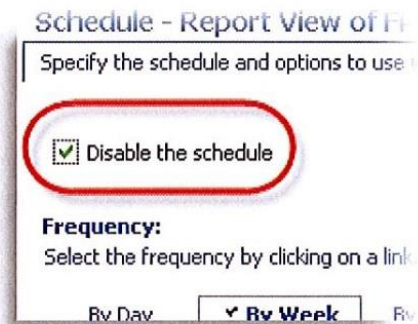 Schedule - Report View of
Specify the schedule and options to use
Disable the schedule
Frequency:
Select the frequency by clicking on a link
By Day By Week By